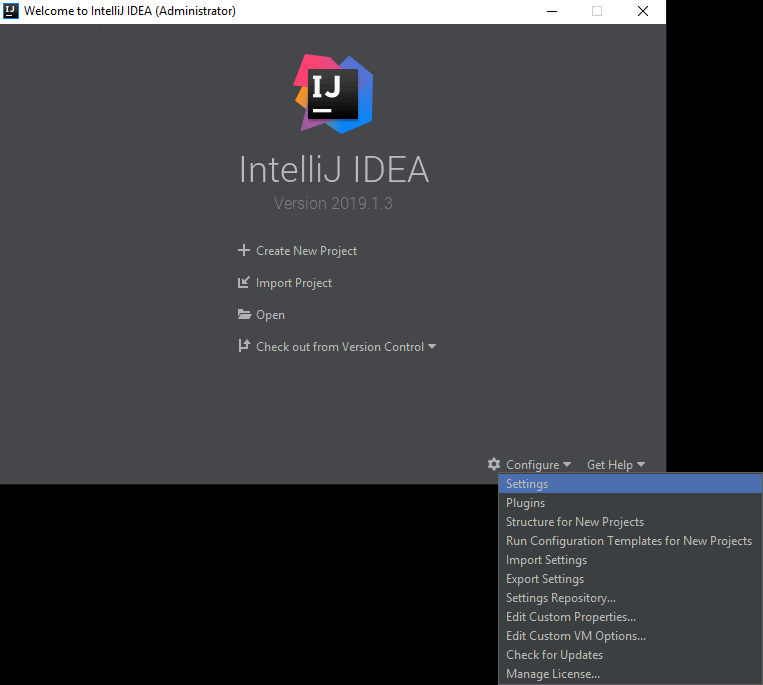 IJ Welcome to IntelliJ IDEA (Administrator)
IJ
IntelliJ IDEA
Version 2019.1.3
Create New Project
Import Project
Open
Check out from Version Control
Configure Get Help
Settings
Plugins
Structure for New Projects
Run Configuration Templates for New Projects
Import Settings
Export Settings
Settings Repository...
Edit Custom Properties...
Edit Custom VM Options...
Check for Updates
Manage License...